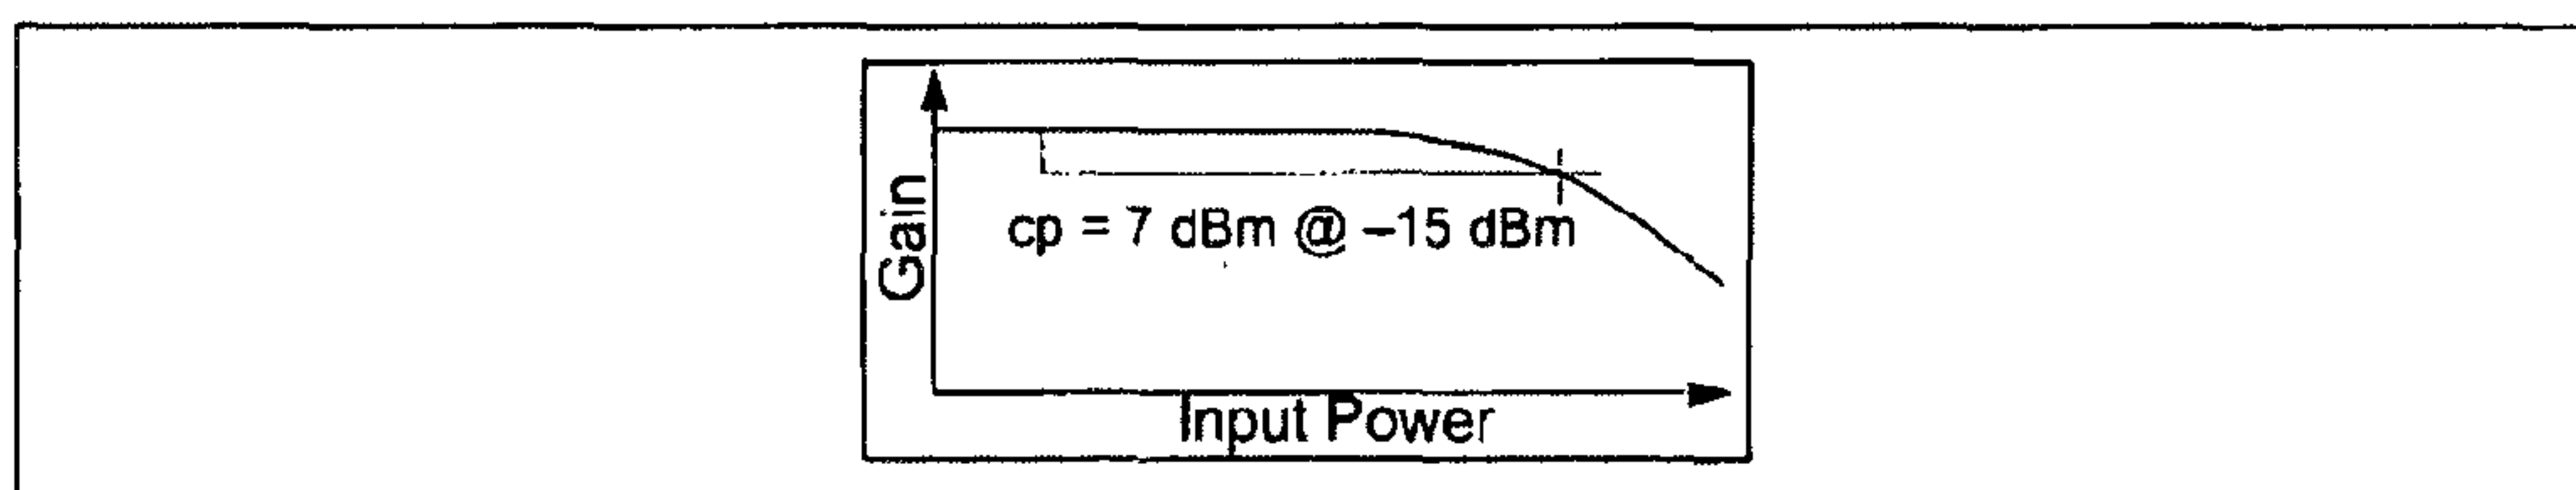 Gain
cp = 7 dBm @ –15 dBm
Input Power